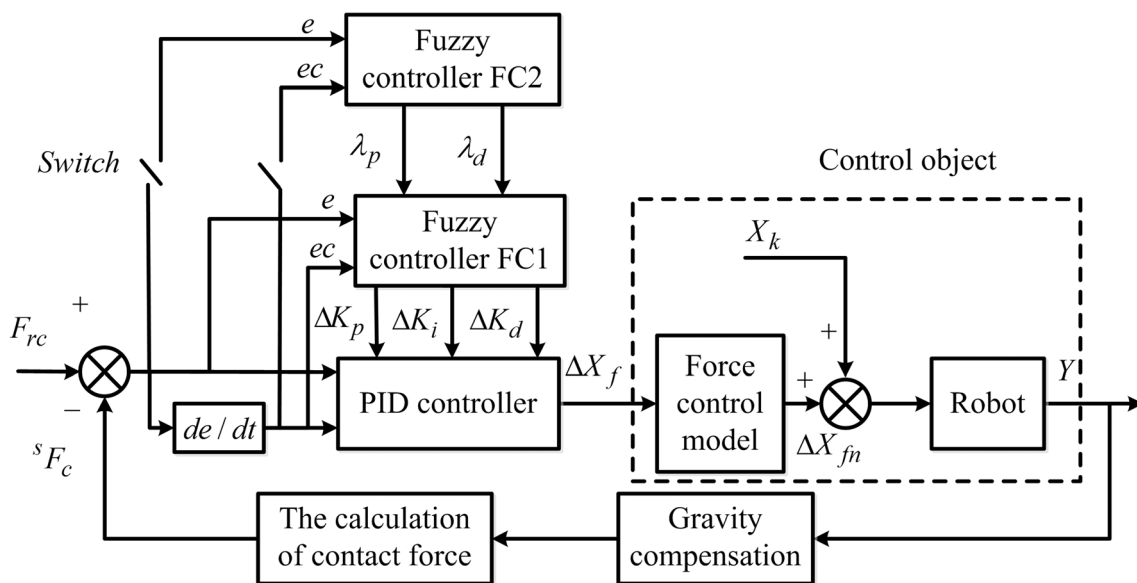 e
Fuzzy
controller FC2
ec
λp
λd
Switch
Control object
e
Fuzzy
controller FC1
ec
Xk
+
ΔKp
ΔKi
ΔKd
+
Frc
−
PID controller
ΔXf
Force
control
model
+
ΔXfn
Robot
Y
de / dt
sFc
The calculation
of contact force
Gravity
compensation